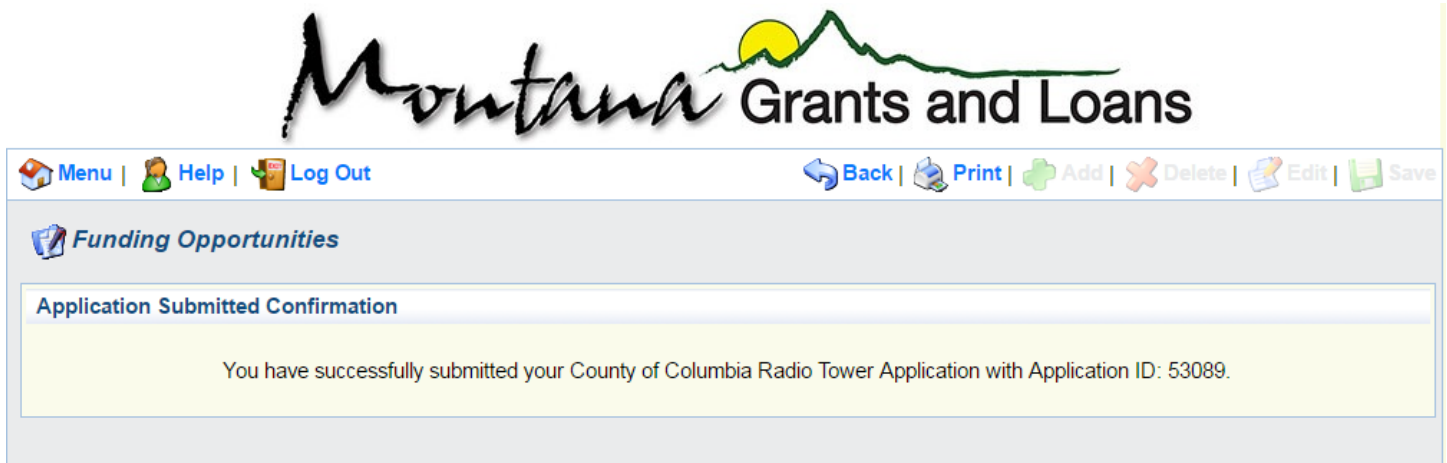 Montana Grants and Loans
Menu | Help | Log Out Back | Print | Add | Delete | Edit | Save
Funding Opportunities
Application Submitted Confirmation
You have successfully submitted your County of Columbia Radio Tower Application with Application ID: 53089.